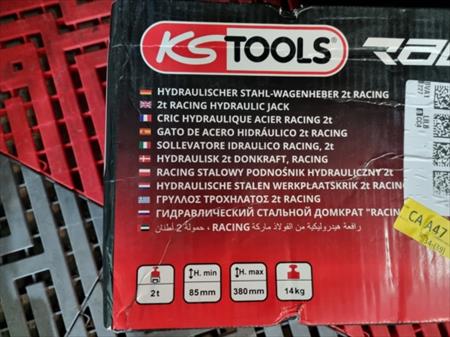 KS TOOLS
HYDRAULISCHER STAHL-WAGENHEBER 2t RACING
2t RACING HYDRAULIC JACK
CRIC HYDRAULIQUE ACIER RACING 2t
GATO DE ACERO HIDRÁULICO 2t RACING
SOLLEVATORE IDRAULICO RACING, 2t
HYDRAULISK 2t DONKRAFT, RACING
RACING STALOWY PODNOŚNIK HYDRAULICZNY 2t
HYDRAULISCHE STALEN WERKPLAATSKRIK 2t RACING
ΓΡΥΛΛΟΣ ΤΡΟΧΗΛΑΤΟΣ 2t RACING
ГИДРАВЛИЧЕСКИЙ СТАЛЬНОЙ ДОМКРАТ "RACIN
رافعة هيدروليكية من الفولاذ ماركة RACING ، حمولة 2 أطنان
CA A47
H. min
H. max
2t
85mm
380mm
14kg